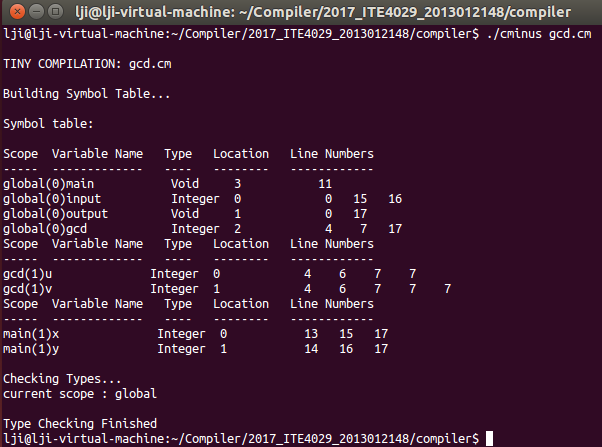 lji@lji-virtual-machine: ~/Compiler/2017_ITE4029_2013012148/compiler
lji@lji-virtual-machine:~/Compiler/2017_ITE4029_2013012148/compiler$ ./cminus gcd.cm
TINY COMPILATION: gcd.cm
Building Symbol Table...
Symbol table:
Scope  Variable Name   Type   Location   Line Numbers
-----  -------------   ----   --------   ------------
global(0)main           Void     3           11
global(0)input          Integer  0            0   15   16
global(0)output         Void     1            0   17
global(0)gcd            Integer  2            4    7   17
Scope  Variable Name   Type   Location   Line Numbers
-----  -------------   ----   --------   ------------
gcd(1)u             Integer  0           4    6    7    7
gcd(1)v             Integer  1           4    6    7    7    7
Scope  Variable Name   Type   Location   Line Numbers
-----  -------------   ----   --------   ------------
main(1)x             Integer  0           13   15   17
main(1)y             Integer  1           14   16   17
Checking Types...
current scope : global
Type Checking Finished
lji@lji-virtual-machine:~/Compiler/2017_ITE4029_2013012148/compiler$